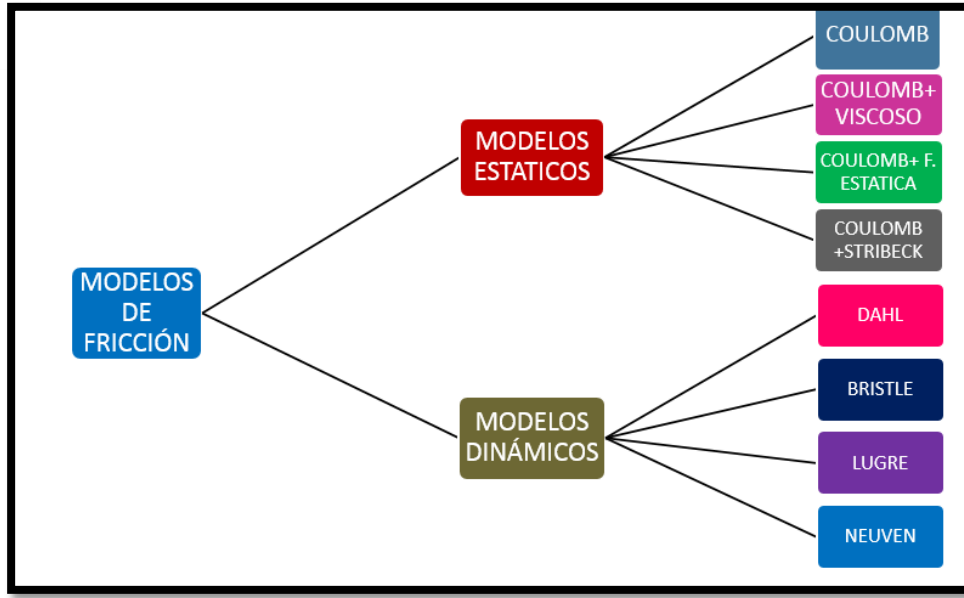 MODELOS
DE
FRICCIÓN
MODELOS
ESTATICOS
COULOMB
COULOMB+
VISCOSO
COULOMB+ F.
ESTATICA
COULOMB
+STRIBECK
MODELOS
DINÁMICOS
DAHL
BRISTLE
LUGRE
NEUVEN